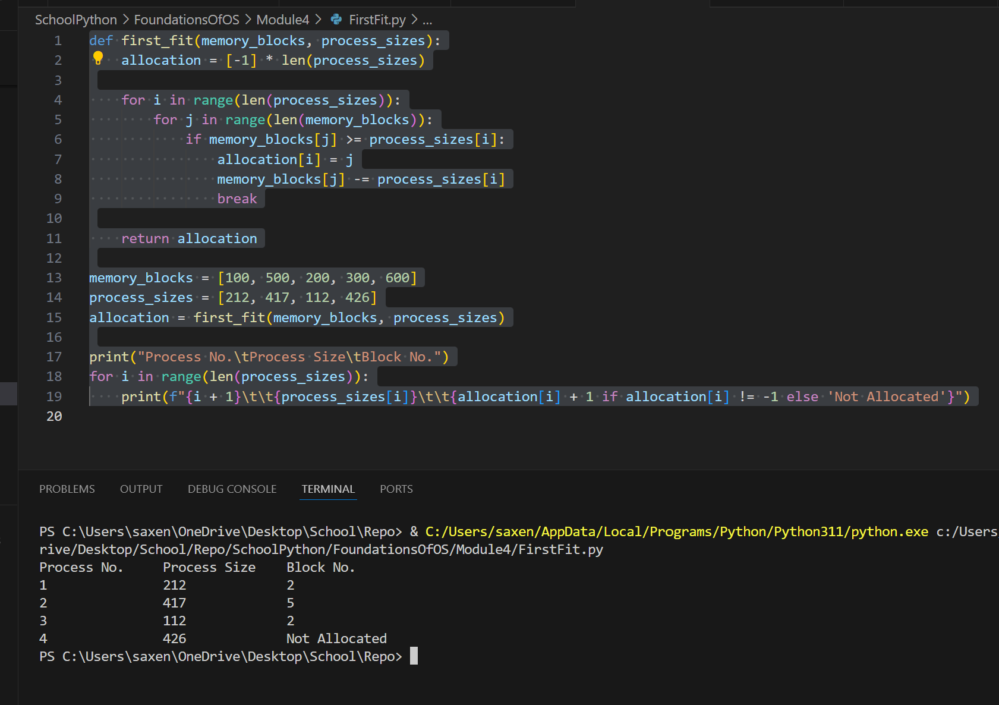 SchoolPython > FoundationsOfOS > Module4 > FirstFit.py > ...
1 def first_fit(memory_blocks, process_sizes):
2     allocation = [-1] * len(process_sizes)
3
4     for i in range(len(process_sizes)):
5         for j in range(len(memory_blocks)):
6             if memory_blocks[j] >= process_sizes[i]:
7                 allocation[i] = j
8                 memory_blocks[j] -= process_sizes[i]
9                 break
10
11     return allocation
12
13 memory_blocks = [100, 500, 200, 300, 600]
14 process_sizes = [212, 417, 112, 426]
15 allocation = first_fit(memory_blocks, process_sizes)
16
17 print("Process No.\tProcess Size\tBlock No.")
18 for i in range(len(process_sizes)):
19     print(f"{i + 1}\t\t{process_sizes[i]}\t\t{allocation[i] + 1 if allocation[i] != -1 else 'Not Allocated'}")
20
PROBLEMS OUTPUT DEBUG CONSOLE TERMINAL PORTS
PS C:\Users\saxen\OneDrive\Desktop\School\Repo> & C:/Users/saxen/AppData/Local/Programs/Python/Python311/python.exe c:/Users
rive/Desktop/School/Repo/SchoolPython/FoundationsOfOS/Module4/FirstFit.py
Process No.     Process Size    Block No.
1               212             2
2               417             5
3               112             2
4               426             Not Allocated
PS C:\Users\saxen\OneDrive\Desktop\School\Repo>